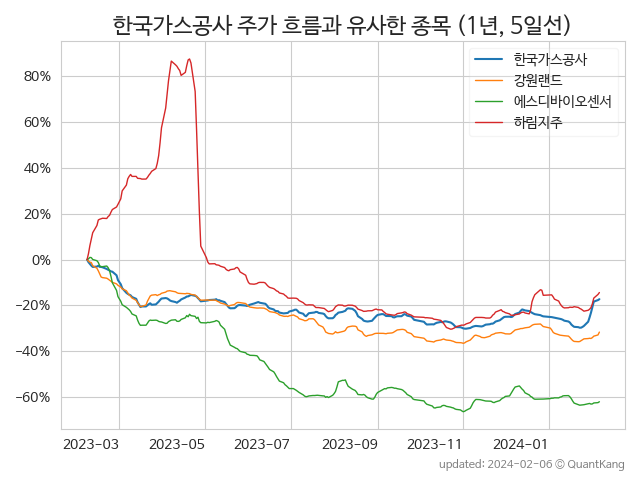 한국가스공사 주가 흐름과 유사한 종목 (1년, 5일선)
한국가스공사
강원랜드
에스디바이오센서
하림지주
80%
60%
40%
20%
0%
−20%
−40%
−60%
2023-03 2023-05 2023-07 2023-09 2023-11 2024-01
updated: 2024-02-06 © QuantKang